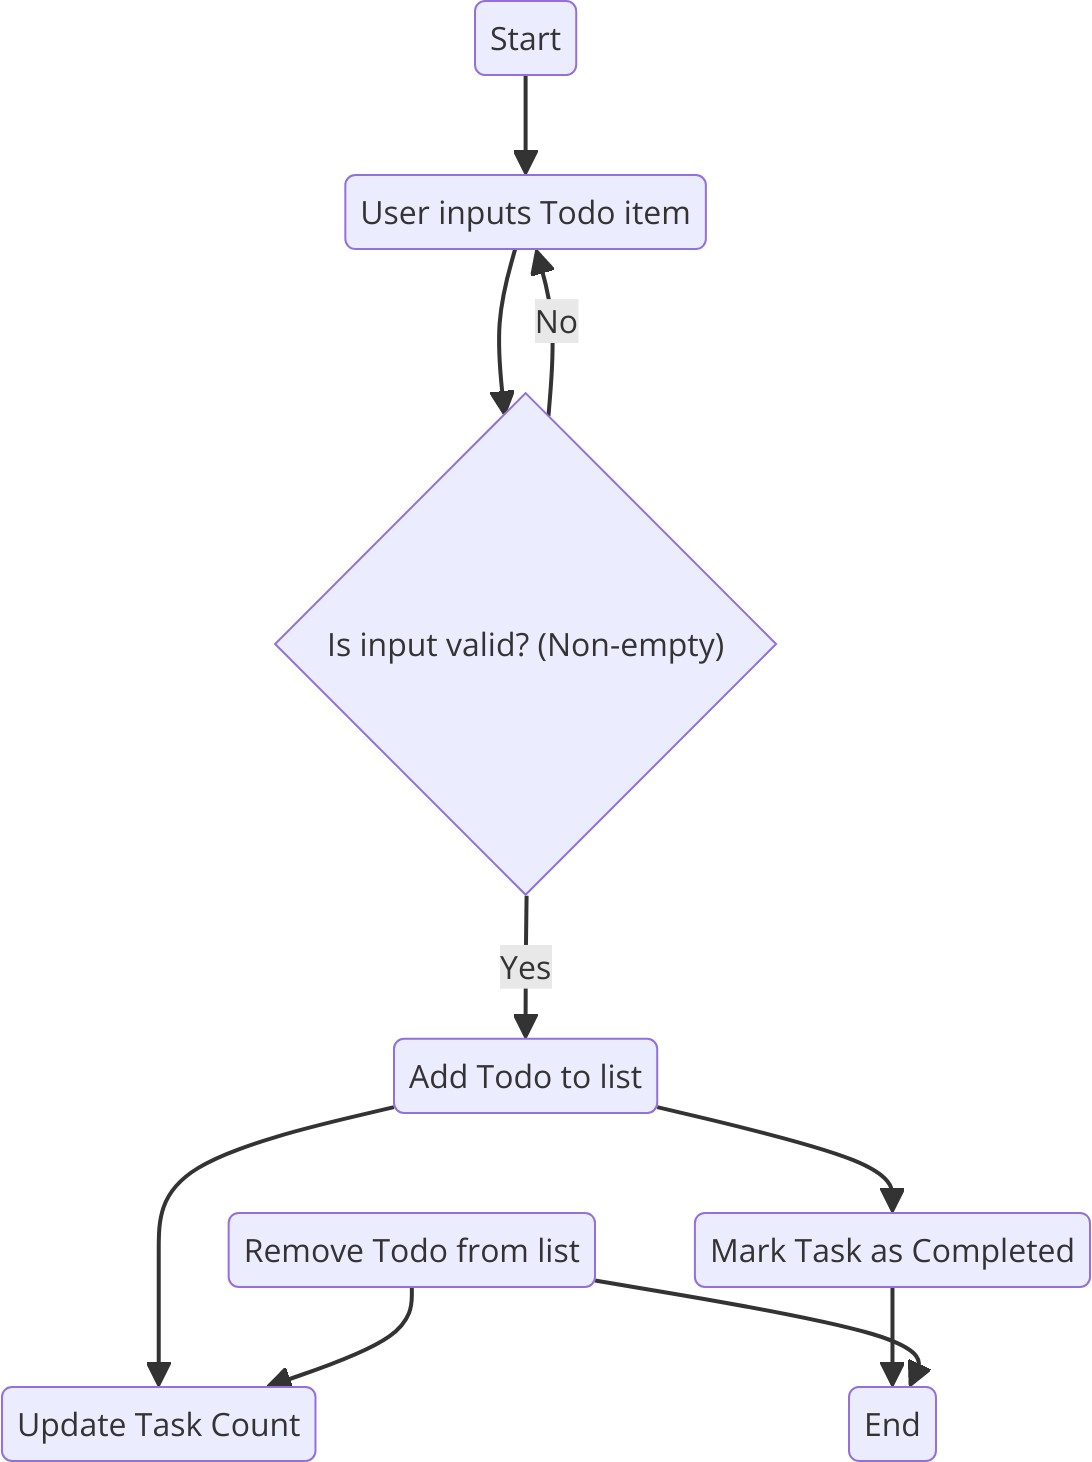 Start
User inputs Todo item
No
Is input valid? (Non-empty)
Yes
Add Todo to list
Remove Todo from list
Mark Task as Completed
Update Task Count
End